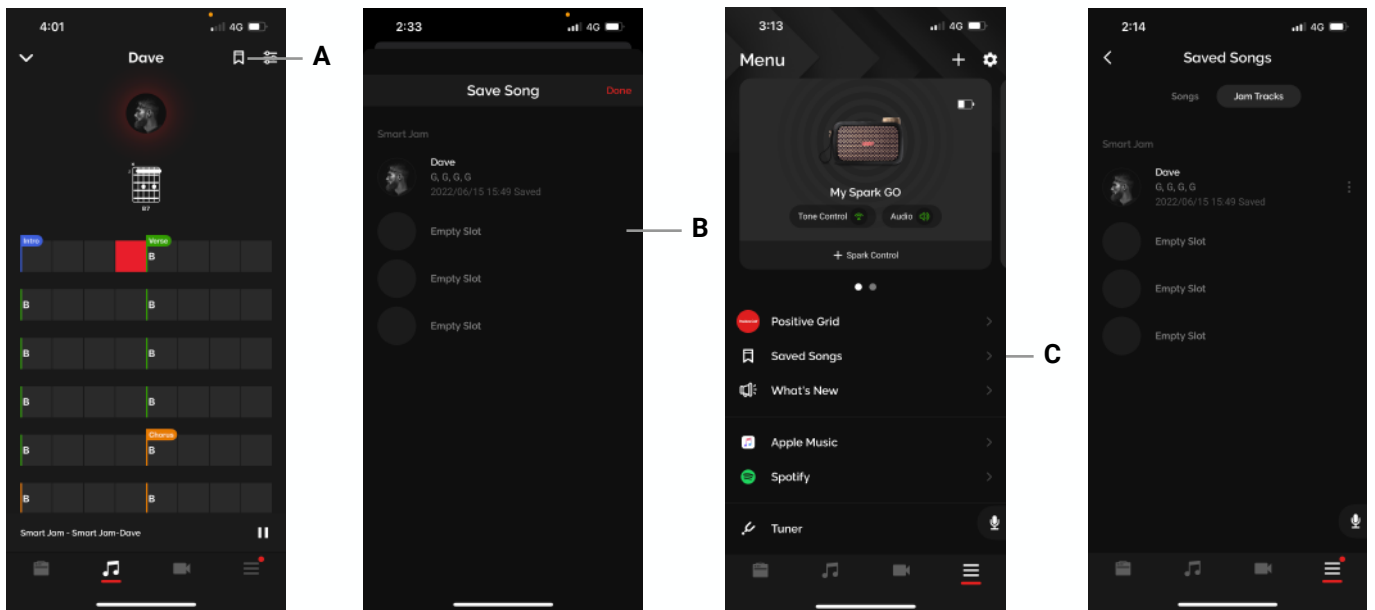 4:01
4G
Dave
A
B7
Intro
Verse
B
B
B
B
B
B
B
Chorus
B
B
B
B
Smart Jam - Smart Jam-Dave
2:33
4G
Save Song
Done
Smart Jam
Dave
G, G, G, G
2022/06/15 15:49 Saved
Empty Slot
B
Empty Slot
Empty Slot
3:13
4G
Menu
My Spark GO
Tone Control
Audio
+ Spark Control
Positive Grid
Saved Songs
C
What's New
Apple Music
Spotify
Tuner
2:14
4G
Saved Songs
Songs
Jam Tracks
Smart Jam
Dave
G, G, G, G
2022/06/15 15:49 Saved
Empty Slot
Empty Slot
Empty Slot